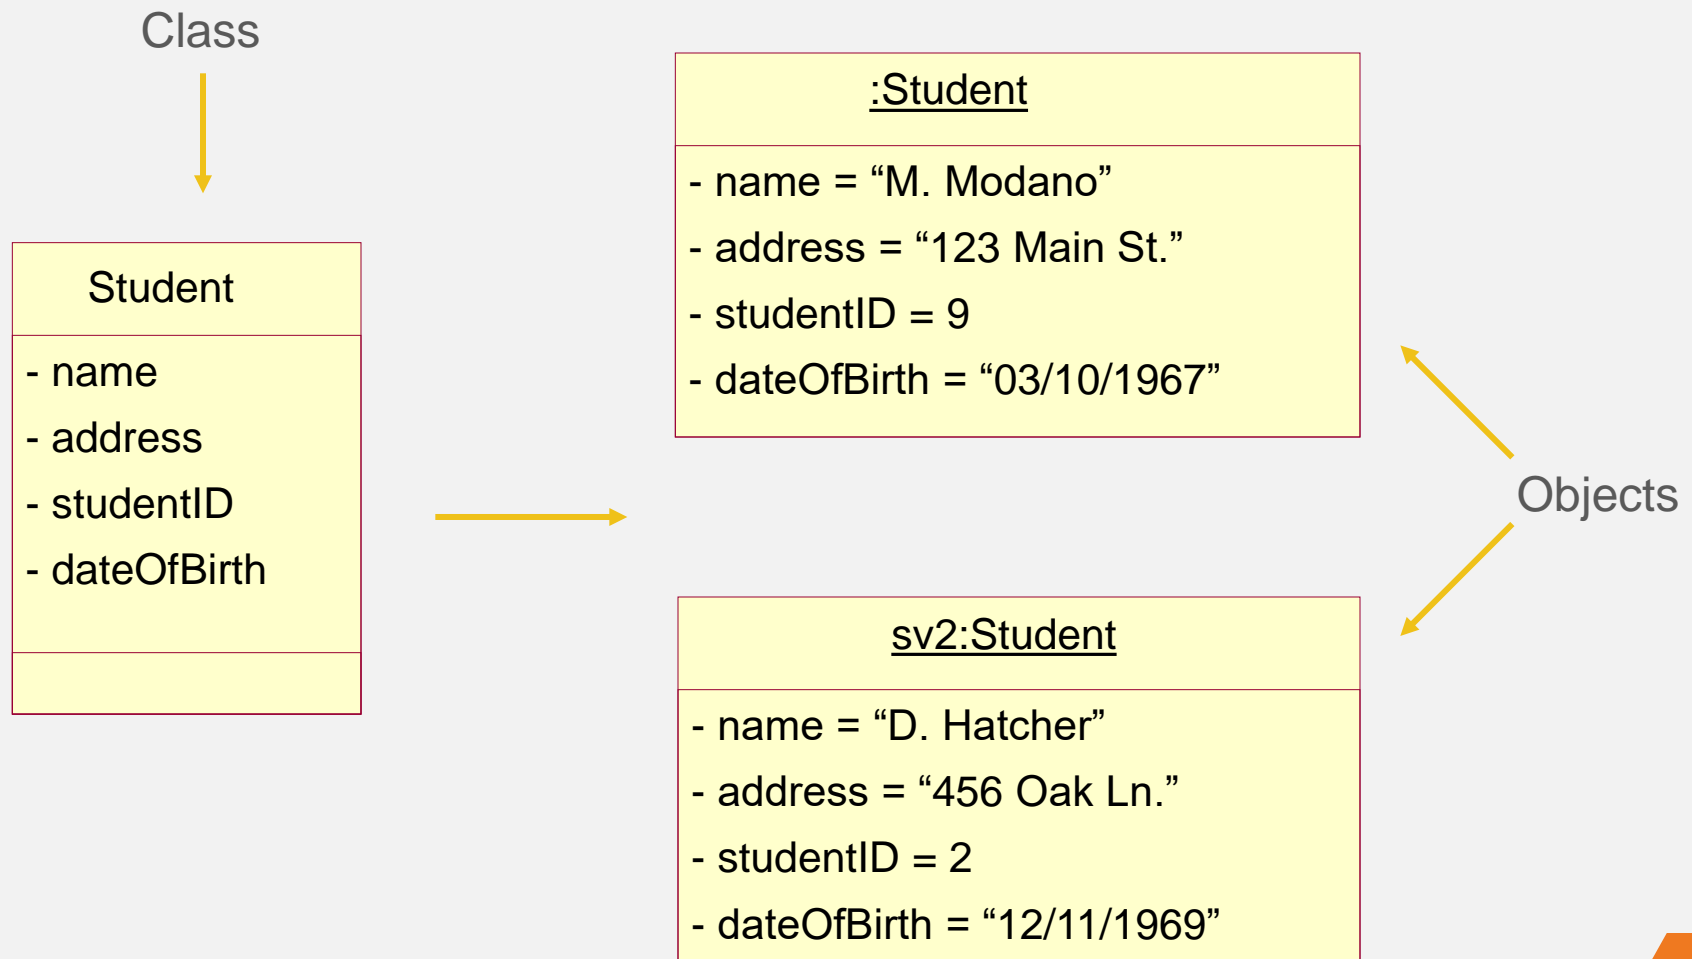 Class
Student
- name
- address
- studentID
- dateOfBirth
:Student
- name = “M. Modano”
- address = “123 Main St.”
- studentID = 9
- dateOfBirth = “03/10/1967”
Objects
sv2:Student
- name = “D. Hatcher”
- address = “456 Oak Ln.”
- studentID = 2
- dateOfBirth = “12/11/1969”